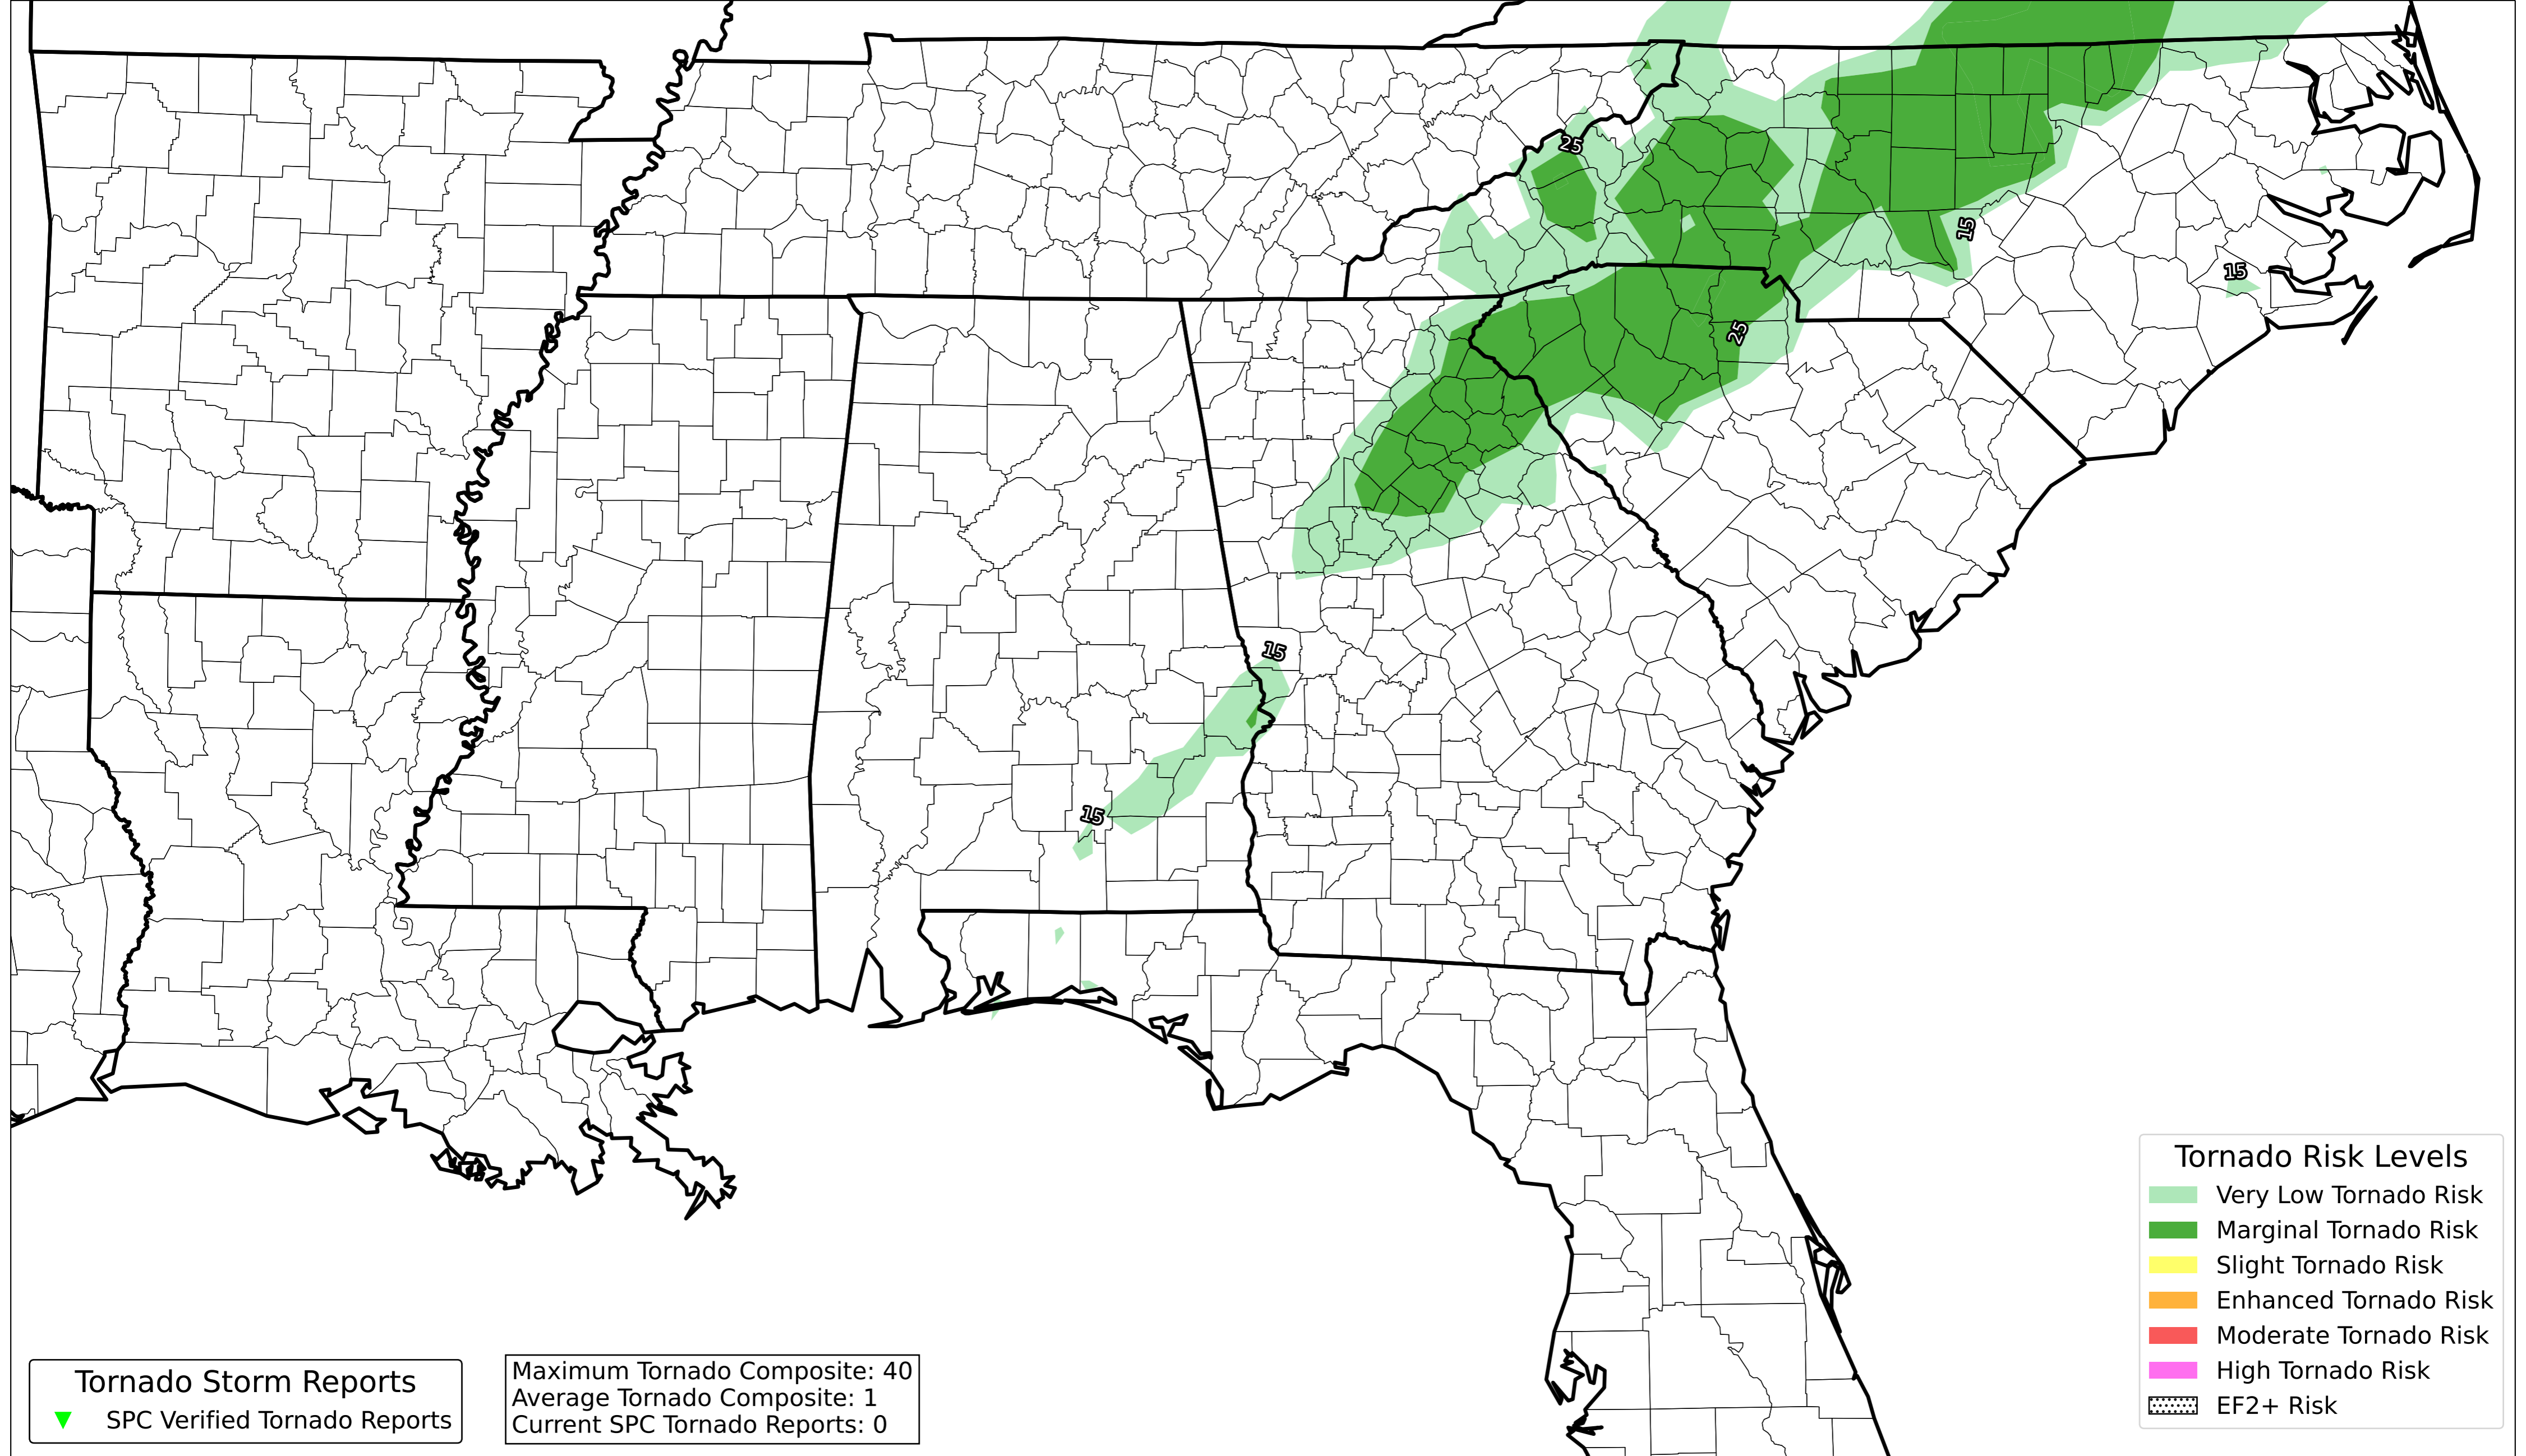 25
15
15
25
15
15
Tornado Risk Levels
Very Low Tornado Risk
Marginal Tornado Risk
Slight Tornado Risk
Enhanced Tornado Risk
Moderate Tornado Risk
High Tornado Risk
EF2+ Risk
Tornado Storm Reports
SPC Verified Tornado Reports
Maximum Tornado Composite: 40
Average Tornado Composite: 1
Current SPC Tornado Reports: 0